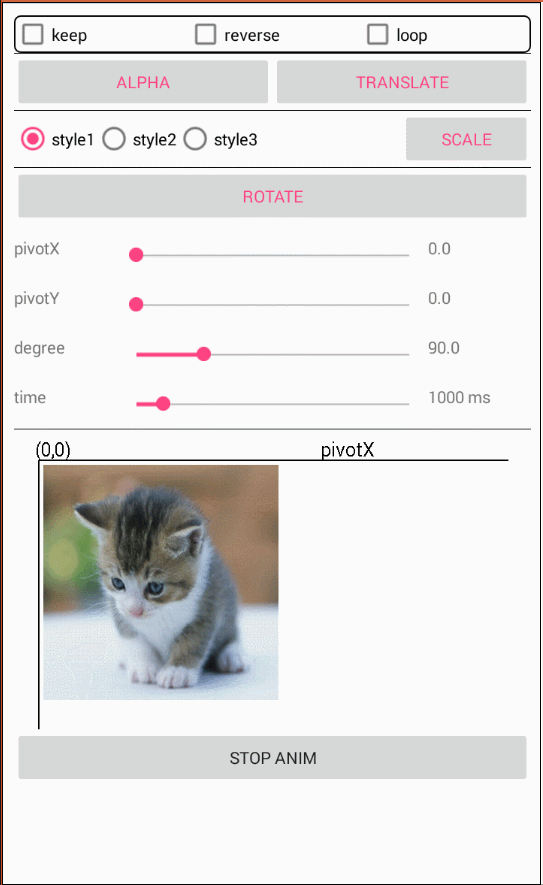 keep reverse loop
ALPHA TRANSLATE
style1 style2 style3 SCALE
ROTATE
pivotX 0.0
pivotY 0.0
degree 90.0
time 1000 ms
(0,0) pivotX
STOP ANIM